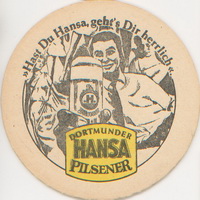 »Hast Du Hansa, geht's Dir herrlich«
DORTMUNDER
HANSA
PILSENER